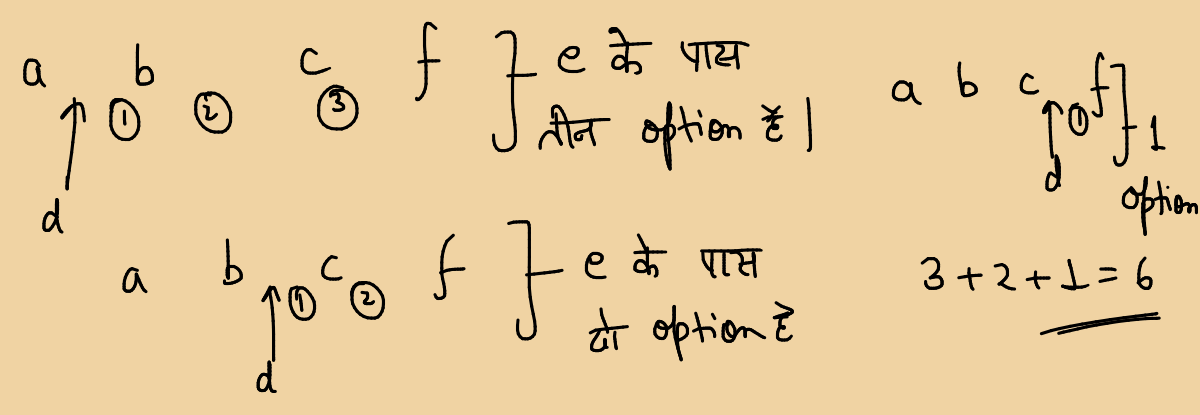 a b c f } e के पास
① ② ③ तीन option हैं |
d
a b c f } e के पास
① ② दो option है
d
a b c f } 1
① option
d
3 + 2 + 1 = 6